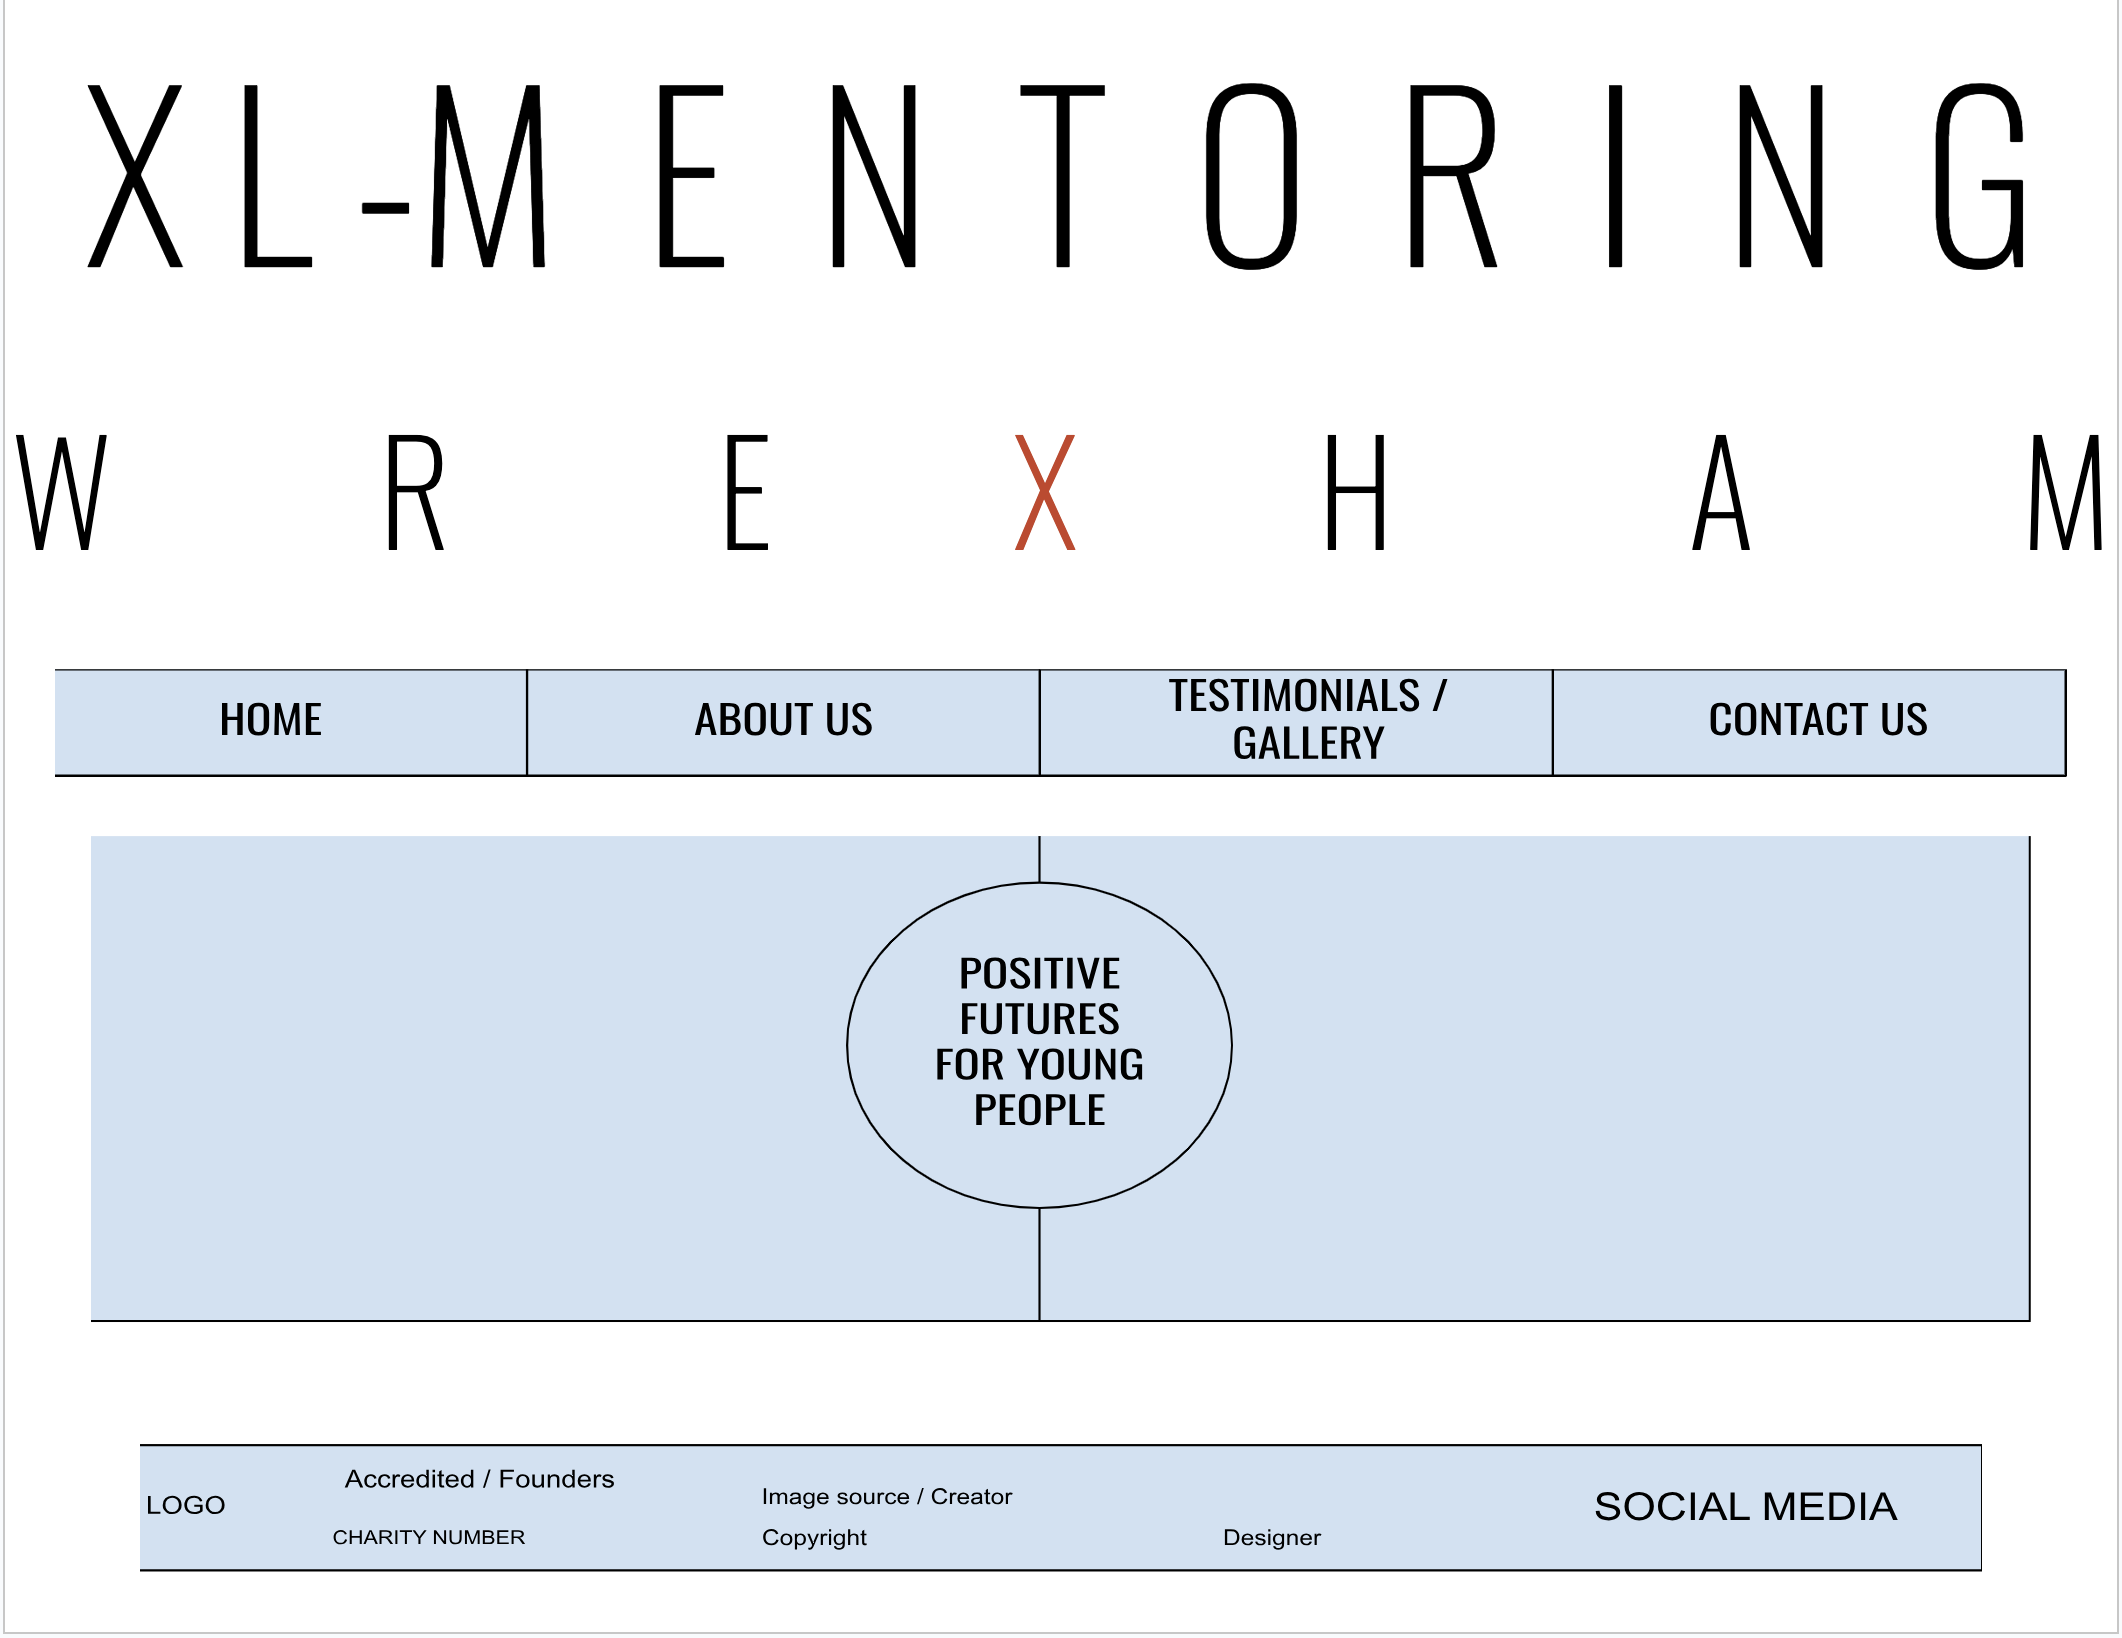 XL-MENTORING
WREXHAM
HOME
ABOUT US
TESTIMONIALS /
GALLERY
CONTACT US
POSITIVE
FUTURES
FOR YOUNG
PEOPLE
LOGO
Accredited / Founders
CHARITY NUMBER
Image source / Creator
Copyright
Designer
SOCIAL MEDIA